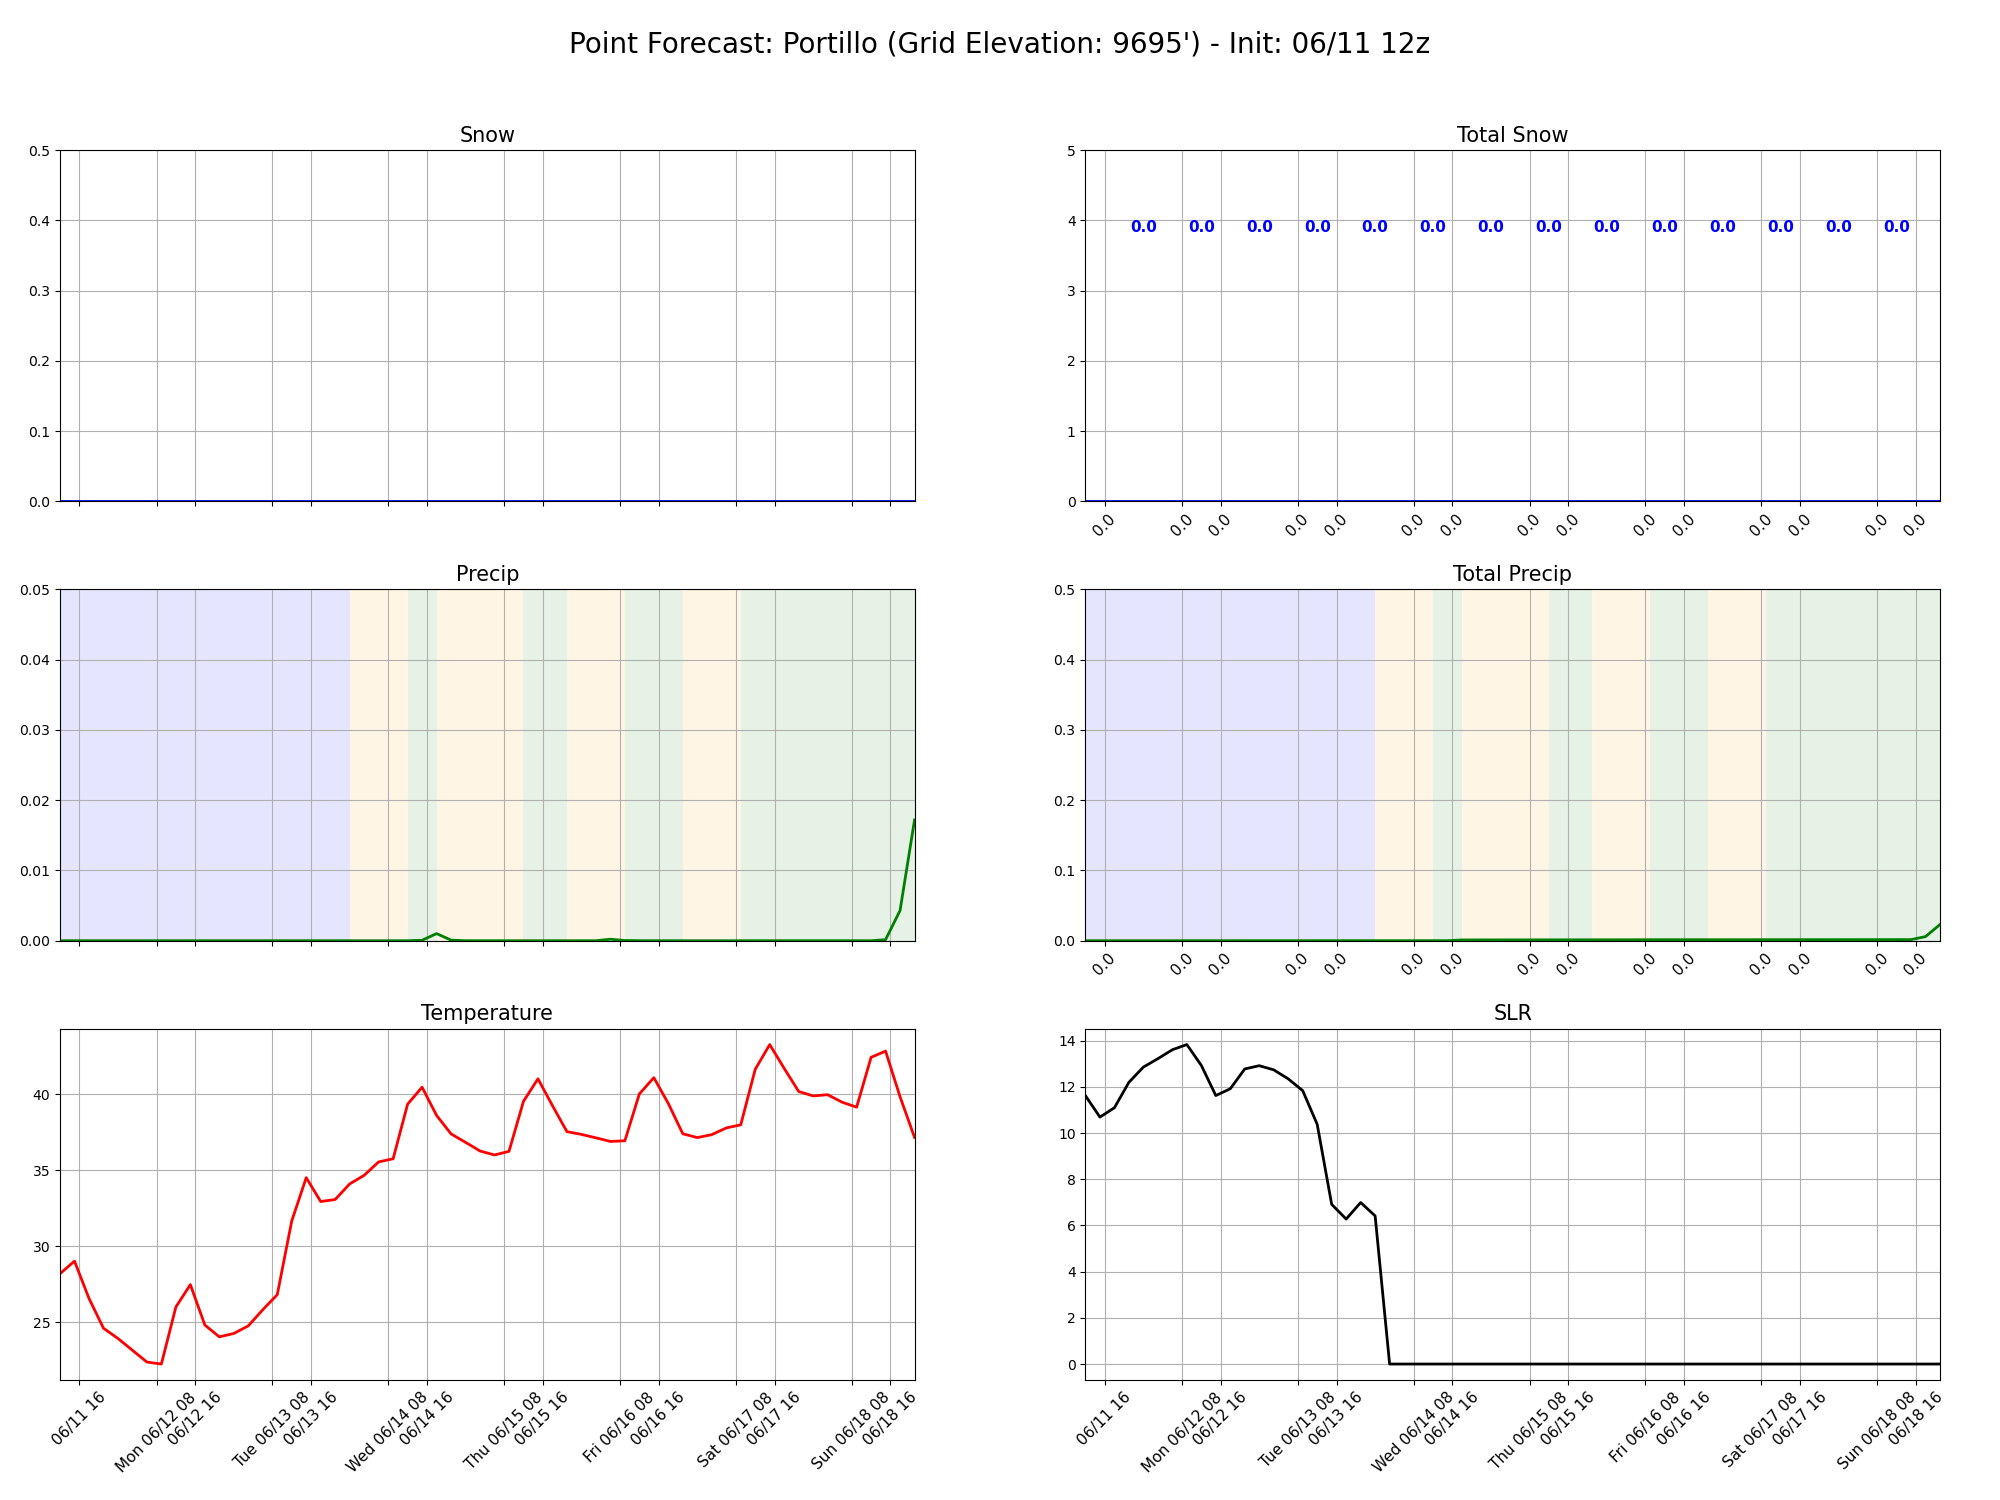 Point Forecast: Portillo (Grid Elevation: 9695') - Init: 06/11 12z
Snow
0.5
0.4
0.3
0.2
0.1
0.0
Total Snow
5
4
3
2
1
0
0.0 0.0 0.0 0.0 0.0 0.0 0.0 0.0 0.0 0.0 0.0 0.0 0.0 0.0
0.0 0.0 0.0 0.0 0.0 0.0 0.0 0.0 0.0 0.0 0.0 0.0 0.0 0.0 0.0
Precip
0.05
0.04
0.03
0.02
0.01
0.00
Total Precip
0.5
0.4
0.3
0.2
0.1
0.0
0.0 0.0 0.0 0.0 0.0 0.0 0.0 0.0 0.0 0.0 0.0 0.0 0.0 0.0 0.0
Temperature
40
35
30
25
06/11 16
Mon 06/12 08
06/12 16
Tue 06/13 08
06/13 16
Wed 06/14 08
06/14 16
Thu 06/15 08
06/15 16
Fri 06/16 08
06/16 16
Sat 06/17 08
06/17 16
Sun 06/18 08
06/18 16
SLR
14
12
10
8
6
4
2
0
06/11 16
Mon 06/12 08
06/12 16
Tue 06/13 08
06/13 16
Wed 06/14 08
06/14 16
Thu 06/15 08
06/15 16
Fri 06/16 08
06/16 16
Sat 06/17 08
06/17 16
Sun 06/18 08
06/18 16